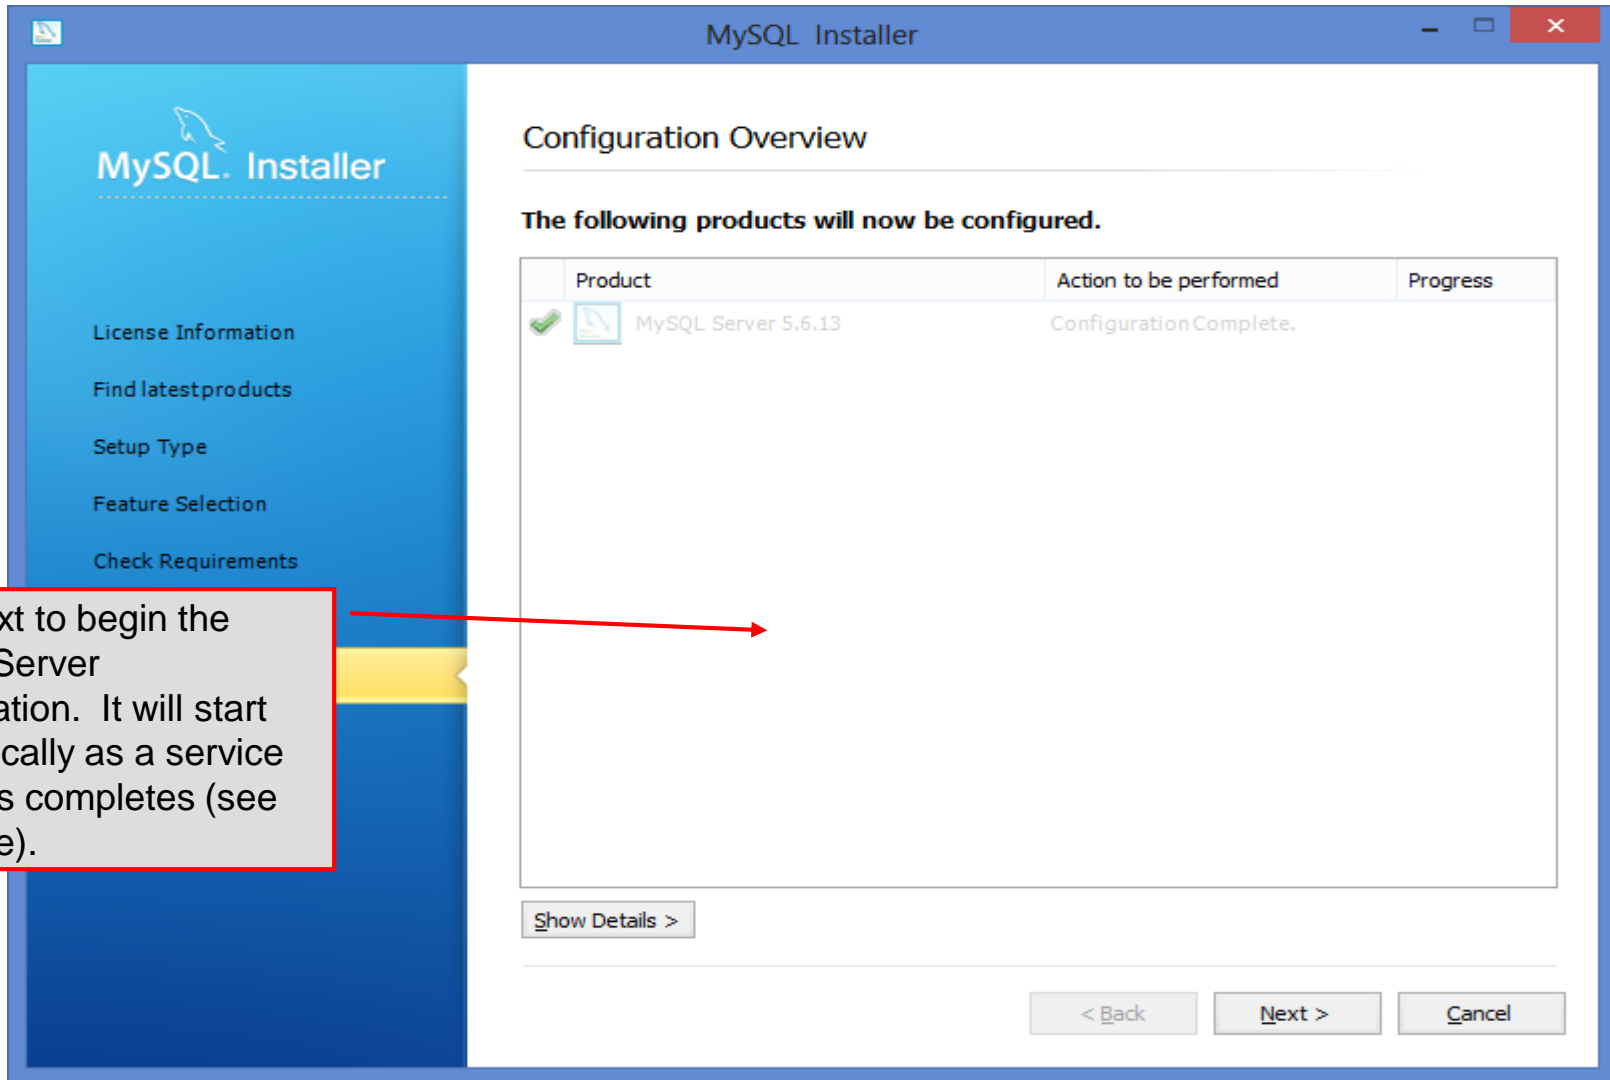 MySQL Installer
MySQL. Installer
License Information
Find latest products
Setup Type
Feature Selection
Check Requirements
xt to begin the
Server
ation.  It will start
cally as a service
s completes (see
e).
Configuration Overview
The following products will now be configured.
Product Action to be performed Progress
MySQL Server 5.6.13 Configuration Complete.
Show Details >
< Back Next > Cancel